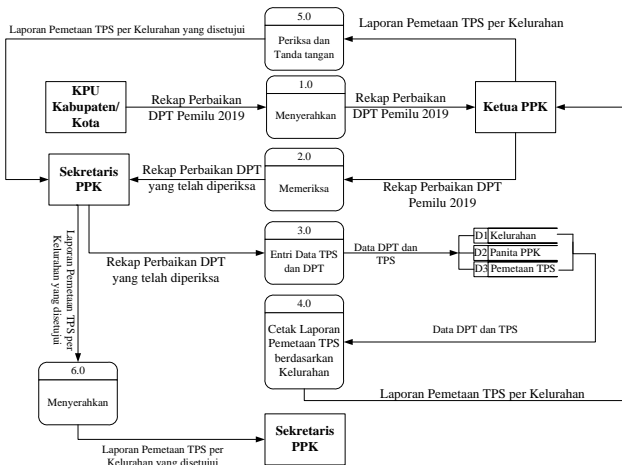 5.0
Periksa dan
Tanda tangan
Laporan Pemetaan TPS per Kelurahan yang disetujui
Laporan Pemetaan TPS per Kelurahan
KPU
Kabupaten/
Kota
Rekap Perbaikan
DPT Pemilu 2019
1.0
Menyerahkan
Rekap Perbaikan
DPT Pemilu 2019
Ketua PPK
Sekretaris
PPK
Rekap Perbaikan DPT
yang telah diperiksa
2.0
Memeriksa
Rekap Perbaikan DPT
Pemilu 2019
Rekap Perbaikan DPT
yang telah diperiksa
3.0
Entri Data TPS
dan DPT
Data DPT dan
TPS
D1 Kelurahan
D2 Panita PPK
D3 Pemetaan TPS
Laporan Pemetaan TPS per
Kelurahan yang disetujui
4.0
Cetak Laporan
Pemetaan TPS
berdasarkan
Kelurahan
Data DPT dan TPS
Laporan Pemetaan TPS per Kelurahan
6.0
Menyerahkan
Laporan Pemetaan TPS per
Kelurahan yang disetujui
Sekretaris
PPK